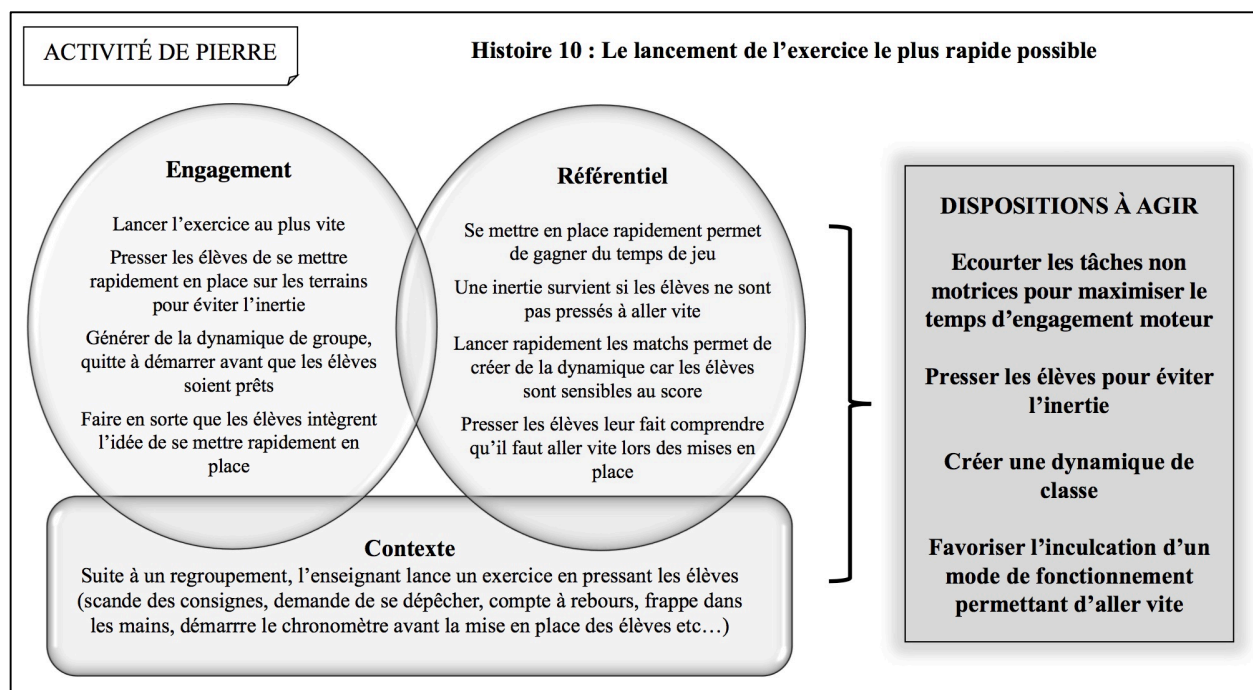 ACTIVITÉ DE PIERRE
Histoire 10 : Le lancement de l’exercice le plus rapide possible
Engagement
Lancer l’exercice au plus vite
Presser les élèves de se mettre
rapidement en place sur les terrains
pour éviter l’inertie
Générer de la dynamique de groupe,
quitte à démarrer avant que les élèves
soient prêts
Faire en sorte que les élèves intègrent
l’idée de se mettre rapidement en
place
Référentiel
Se mettre en place rapidement permet
de gagner du temps de jeu
Une inertie survient si les élèves ne sont
pas pressés à aller vite
Lancer rapidement les matchs permet de
créer de la dynamique car les élèves
sont sensibles au score
Presser les élèves leur fait comprendre
qu’il faut aller vite lors des mises en
place
Contexte
Suite à un regroupement, l’enseignant lance un exercice en pressant les élèves
(scande des consignes, demande de se dépêcher, compte à rebours, frappe dans
les mains, démarrre le chronomètre avant la mise en place des élèves etc…)
DISPOSITIONS À AGIR
Ecourter les tâches non
motrices pour maximiser le
temps d’engagement moteur
Presser les élèves pour éviter
l’inertie
Créer une dynamique de
classe
Favoriser l’inculcation d’un
mode de fonctionnement
permettant d’aller vite